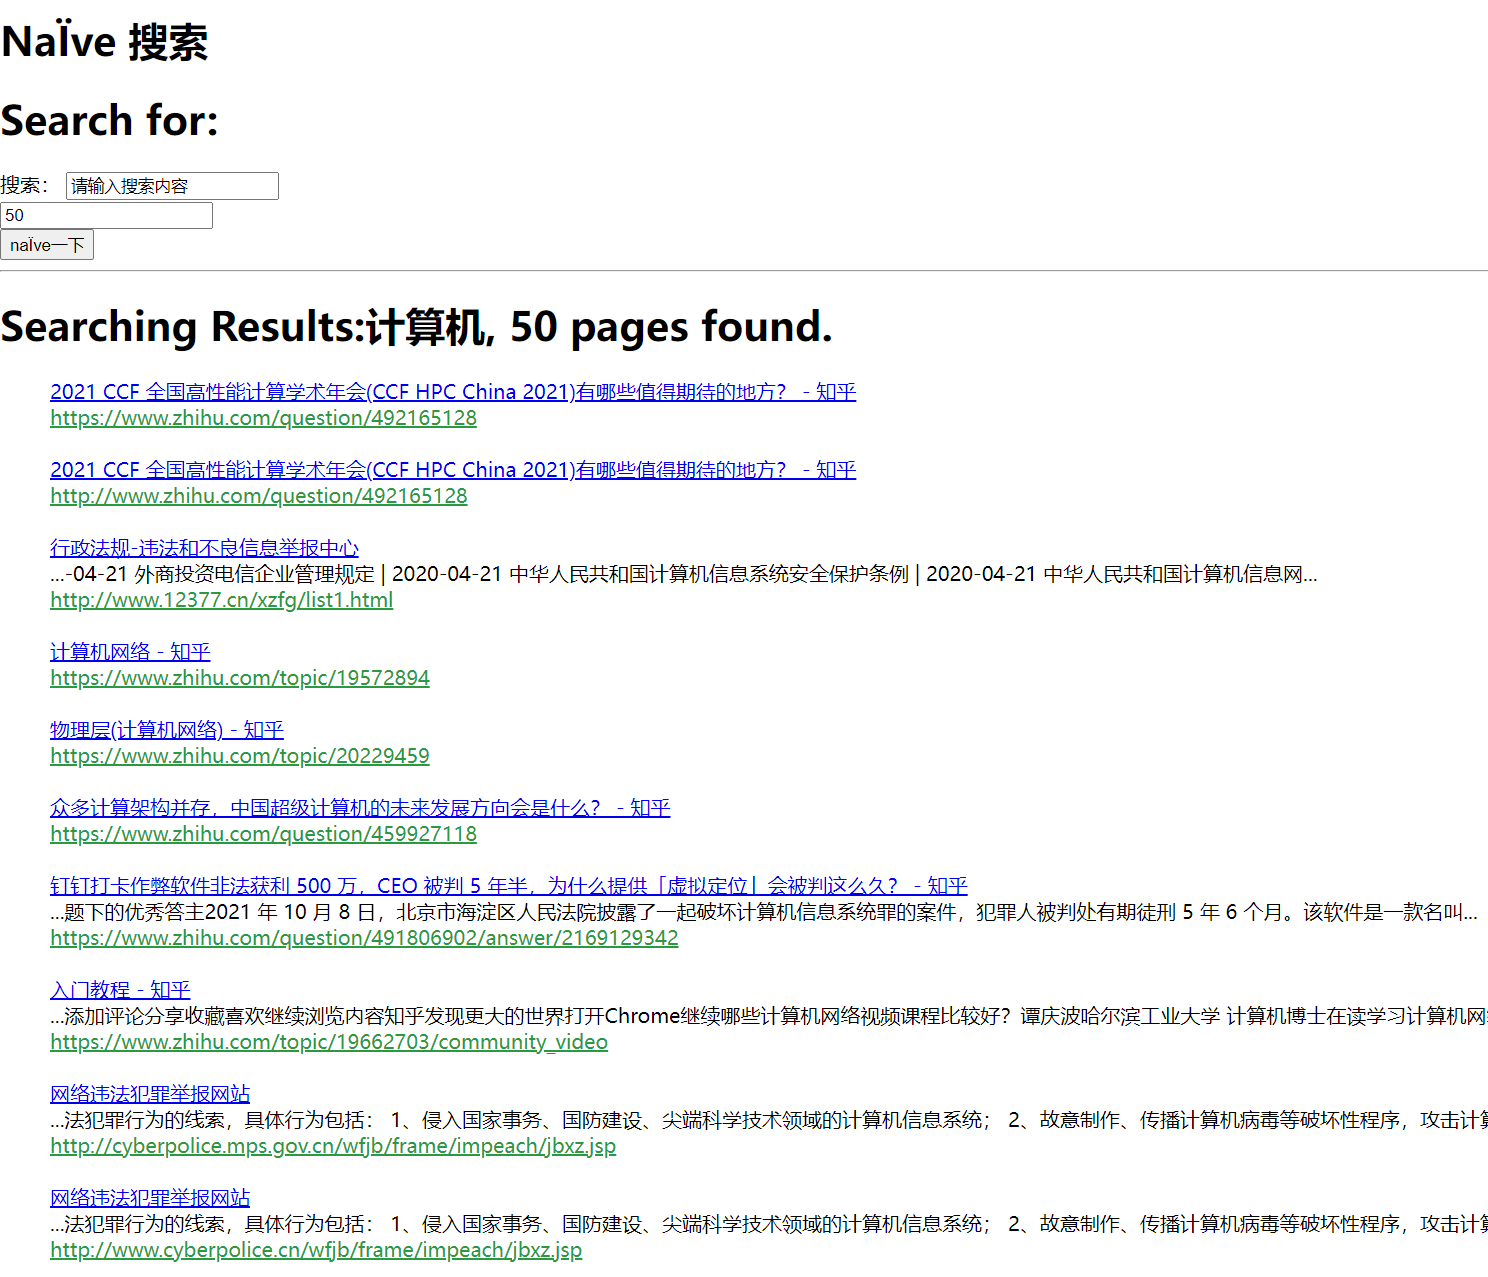 NaÏve 搜索
Search for:
搜索： 请输入搜索内容
50
naÏve一下
Searching Results:计算机, 50 pages found.
2021 CCF 全国高性能计算学术年会(CCF HPC China 2021)有哪些值得期待的地方？ - 知乎
https://www.zhihu.com/question/492165128
2021 CCF 全国高性能计算学术年会(CCF HPC China 2021)有哪些值得期待的地方？ - 知乎
http://www.zhihu.com/question/492165128
行政法规-违法和不良信息举报中心
...-04-21 外商投资电信企业管理规定 | 2020-04-21 中华人民共和国计算机信息系统安全保护条例 | 2020-04-21 中华人民共和国计算机信息网...
http://www.12377.cn/xzfg/list1.html
计算机网络 - 知乎
https://www.zhihu.com/topic/19572894
物理层(计算机网络) - 知乎
https://www.zhihu.com/topic/20229459
众多计算架构并存，中国超级计算机的未来发展方向会是什么？ - 知乎
https://www.zhihu.com/question/459927118
钉钉打卡作弊软件非法获利 500 万，CEO 被判 5 年半，为什么提供「虚拟定位」会被判这么久？ - 知乎
...题下的优秀答主2021 年 10 月 8 日，北京市海淀区人民法院披露了一起破坏计算机信息系统罪的案件，犯罪人被判处有期徒刑 5 年 6 个月。该软件是一款名叫...
https://www.zhihu.com/question/491806902/answer/2169129342
入门教程 - 知乎
...添加评论分享收藏喜欢继续浏览内容知乎发现更大的世界打开Chrome继续哪些计算机网络视频课程比较好？谭庆波哈尔滨工业大学 计算机博士在读学习计算机网
https://www.zhihu.com/topic/19662703/community_video
网络违法犯罪举报网站
...法犯罪行为的线索，具体行为包括： 1、侵入国家事务、国防建设、尖端科学技术领域的计算机信息系统； 2、故意制作、传播计算机病毒等破坏性程序，攻击计算
http://cyberpolice.mps.gov.cn/wfjb/frame/impeach/jbxz.jsp
网络违法犯罪举报网站
...法犯罪行为的线索，具体行为包括： 1、侵入国家事务、国防建设、尖端科学技术领域的计算机信息系统； 2、故意制作、传播计算机病毒等破坏性程序，攻击计算
http://www.cyberpolice.cn/wfjb/frame/impeach/jbxz.jsp